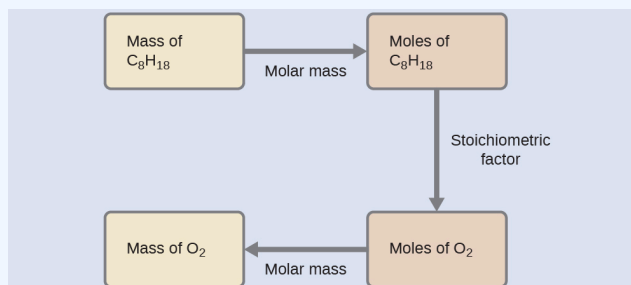 Mass of
C₈H₁₈
Molar mass
Moles of
C₈H₁₈
Stoichiometric
factor
Mass of O₂
Molar mass
Moles of O₂